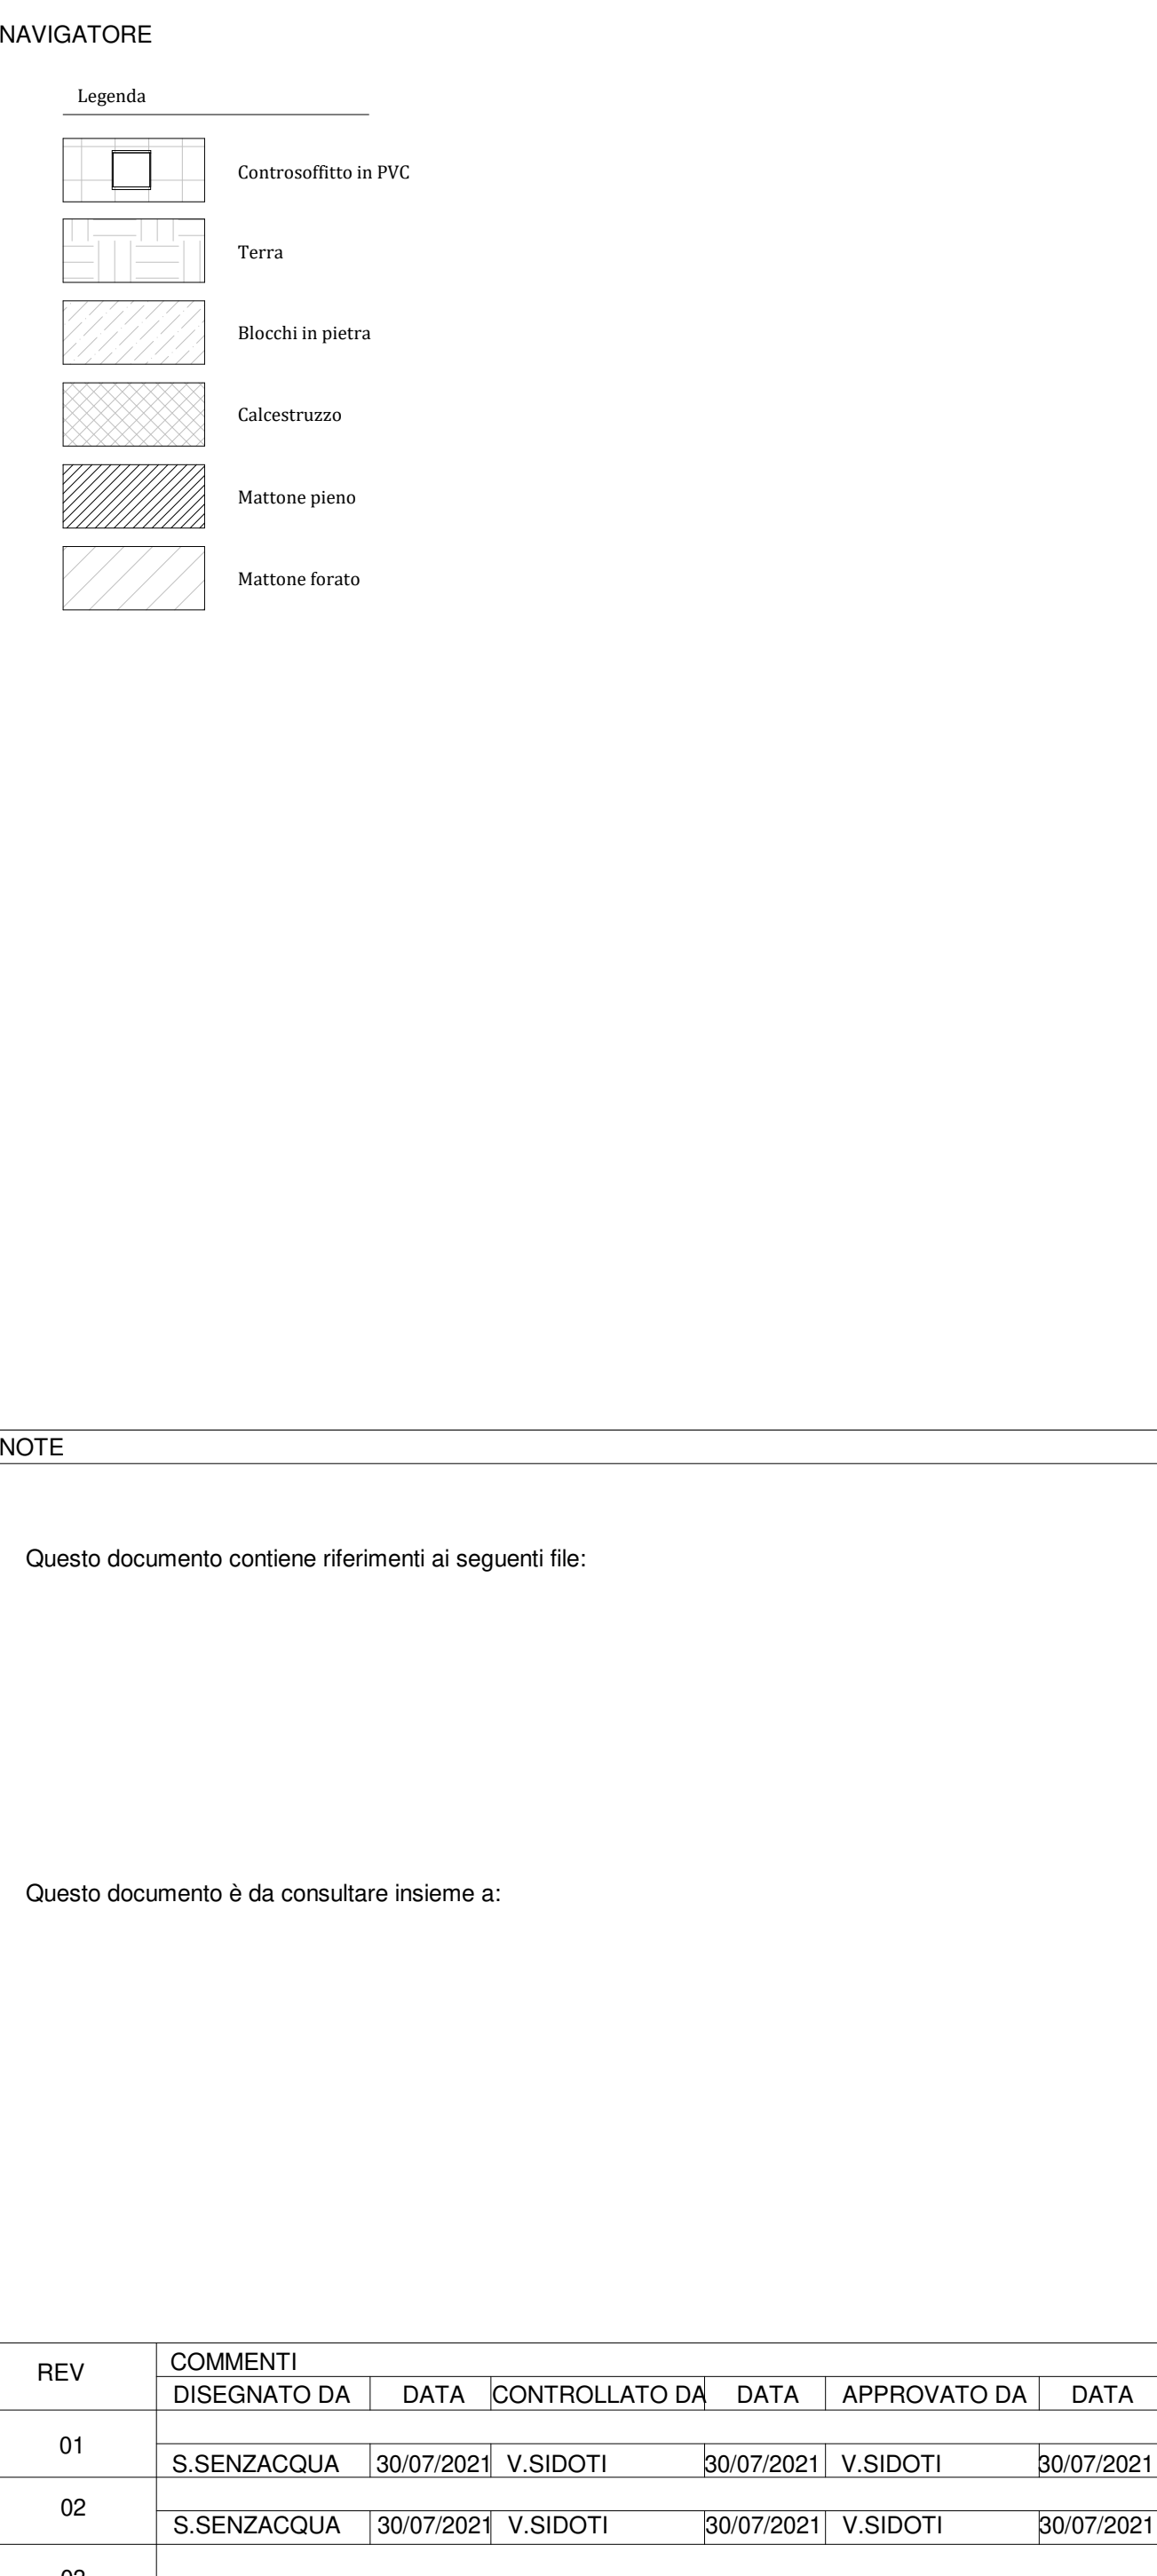 NAVIGATORE
Legenda
Controsoffitto in PVC
Terra
Blocchi in pietra
Calcestruzzo
Mattone pieno
Mattone forato
NOTE
Questo documento contiene riferimenti ai seguenti file:
Questo documento è da consultare insieme a:
REV
COMMENTI
DISEGNATO DA DATA CONTROLLATO DA DATA APPROVATO DA DATA
01
S.SENZACQUA 30/07/2021 V.SIDOTI 30/07/2021 V.SIDOTI 30/07/2021
02
S.SENZACQUA 30/07/2021 V.SIDOTI 30/07/2021 V.SIDOTI 30/07/2021